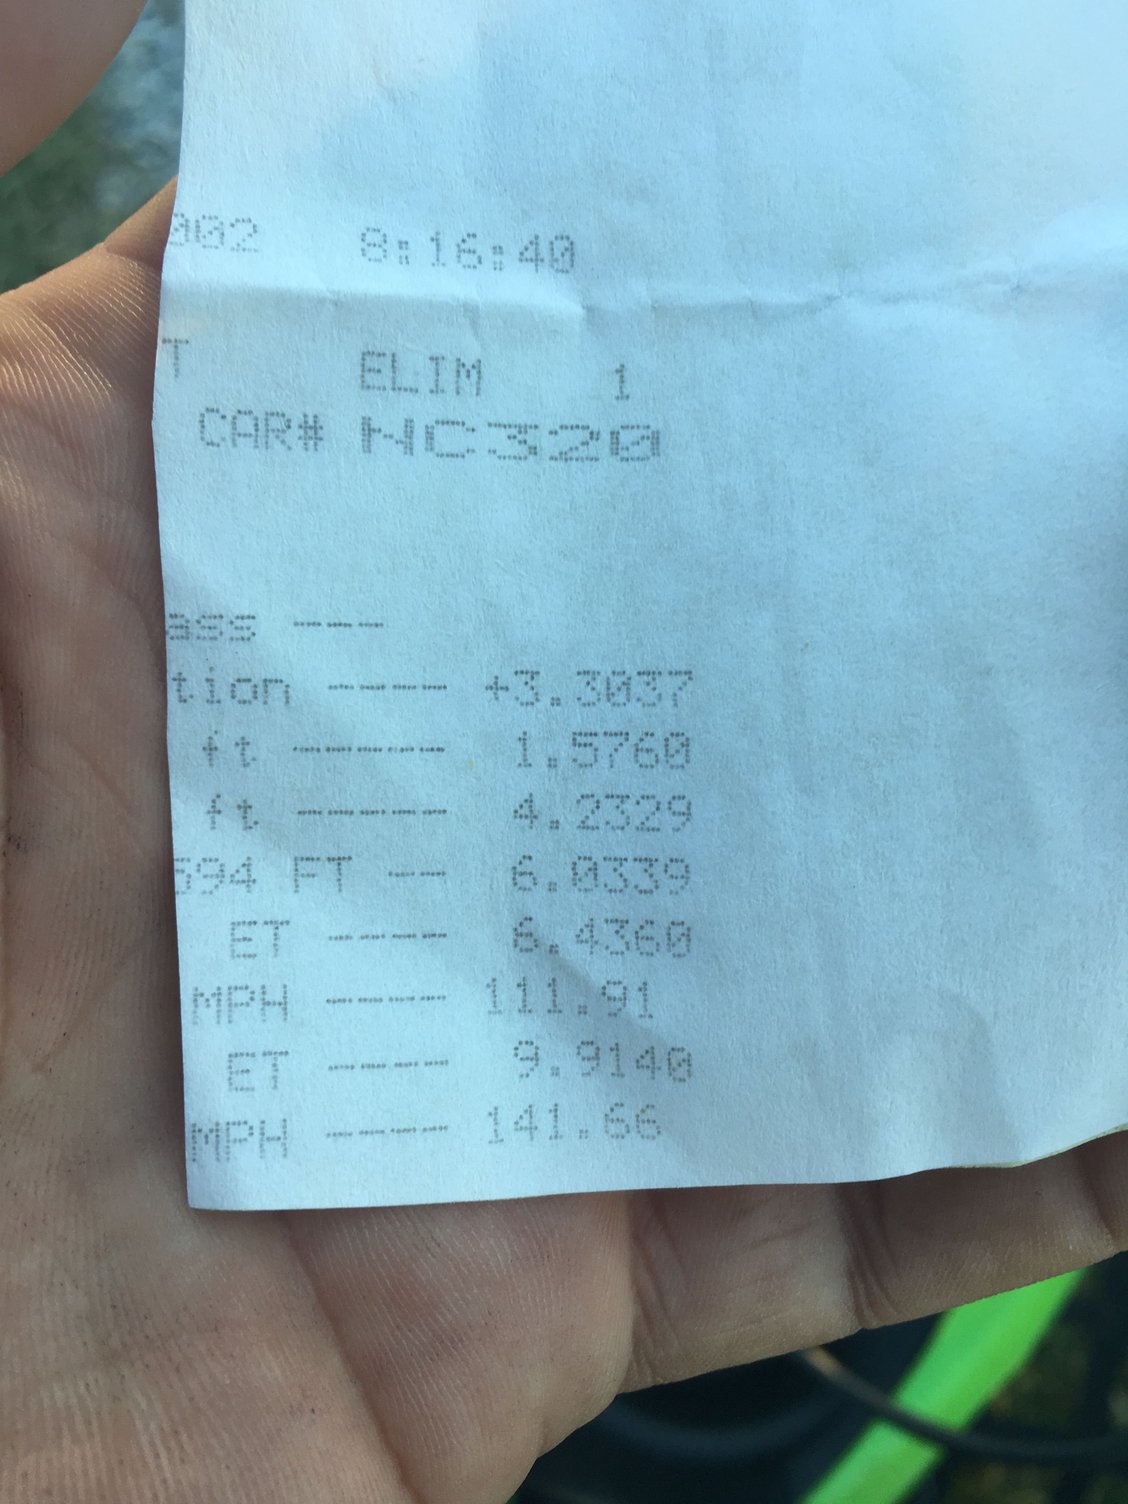 002 8:16:40
T ELIM 1
CAR# NC320
ass ---
tion ---- +3.3037
ft ----- 1.5760
ft ----- 4.2329
594 FT -- 6.0339
ET ---- 6.4360
MPH ---- 111.91
ET ---- 9.9140
MPH ---- 141.66